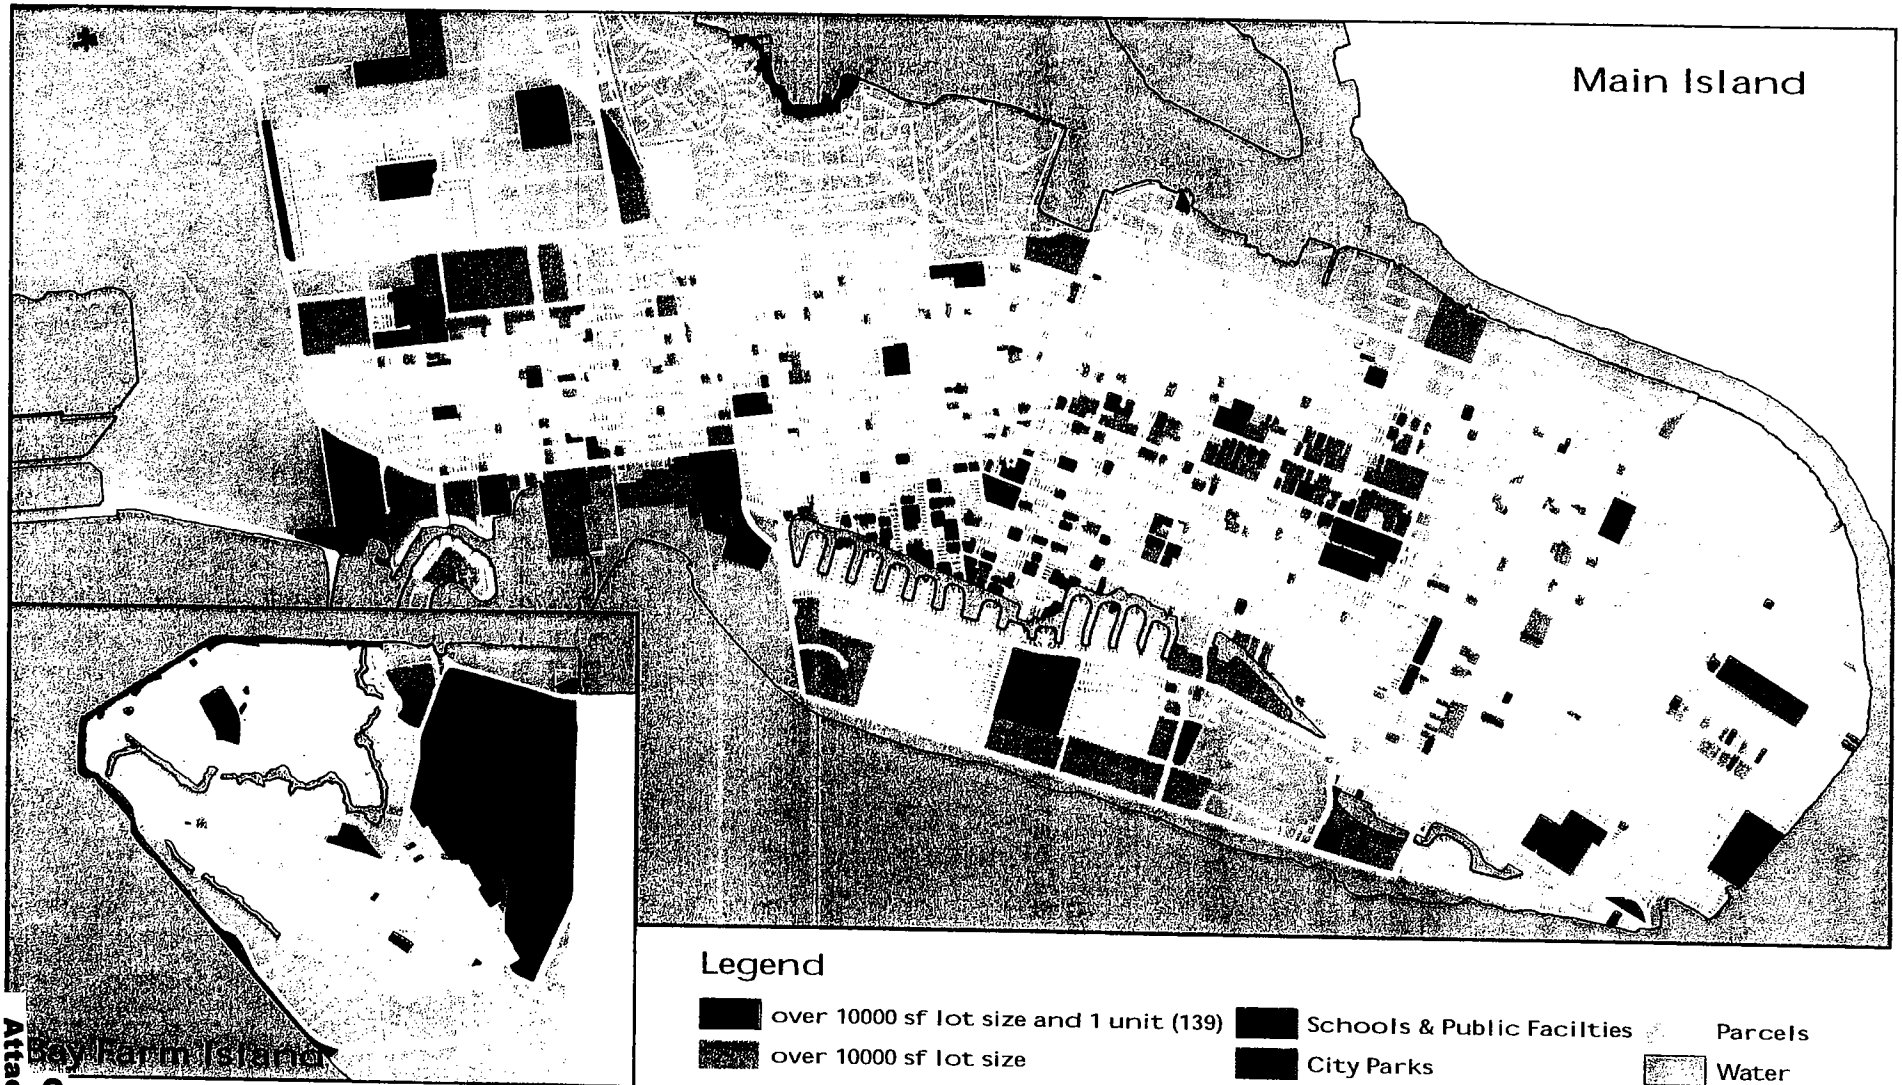 Main Island
Bay Farm Island
Legend
over 10000 sf lot size and 1 unit (139)
over 10000 sf lot size
Schools & Public Facilties
City Parks
Parcels
Water